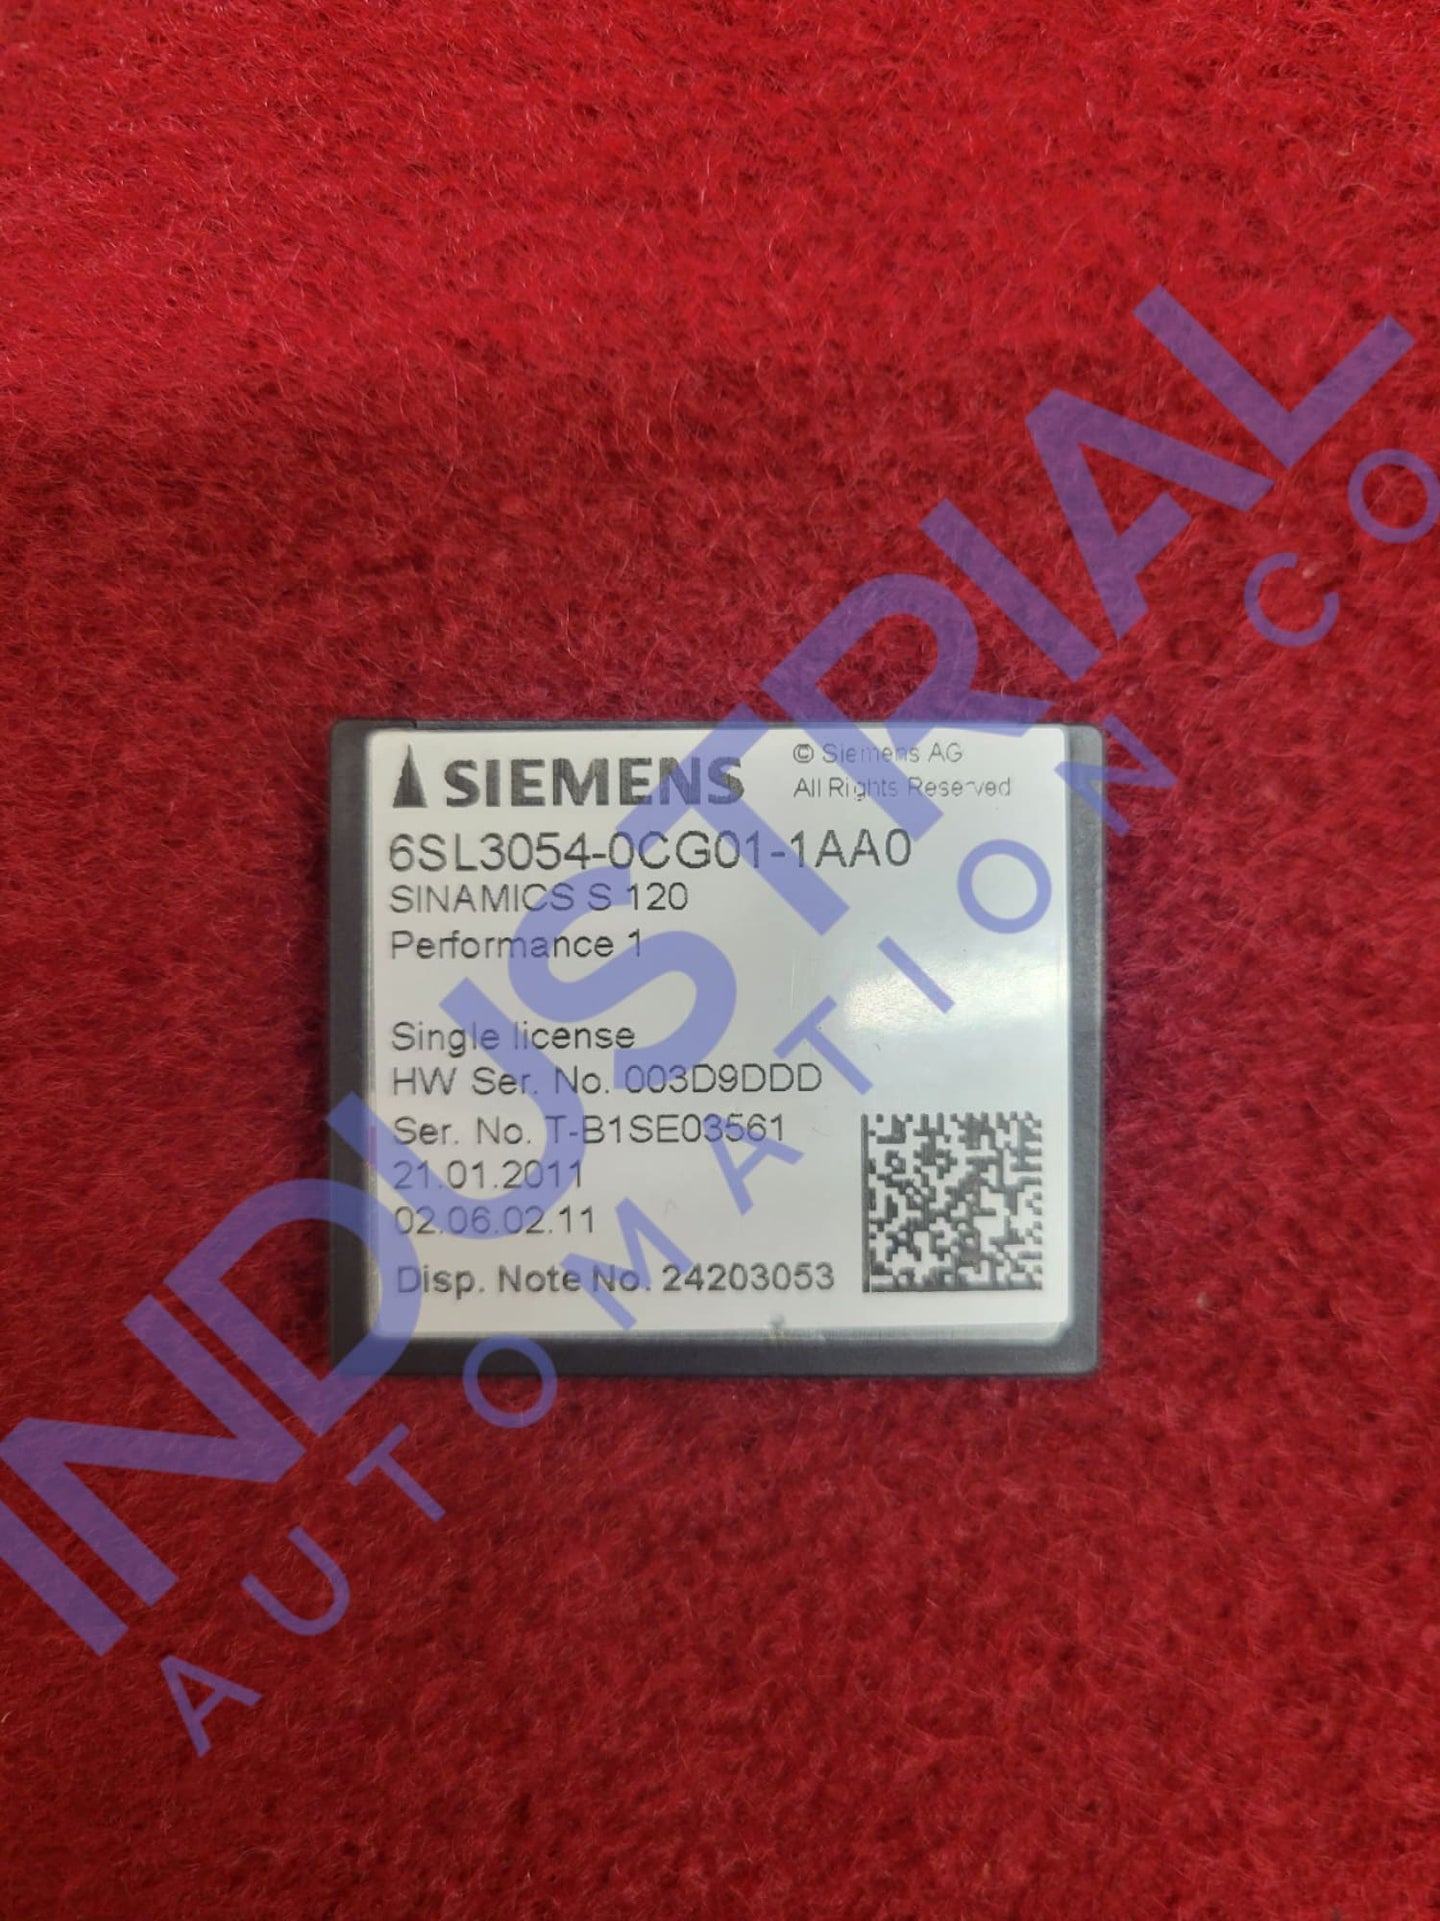 SIEMENS
© Siemens AG
All Rights Reserved
6SL3054-0CG01-1AA0
SINAMICS S 120
Performance 1
Single license
HW Ser. No. 003D9DDD
Ser. No. T-B1SE03561
21.01.2011
02.06.02.11
Disp. Note No. 24203053
INDUSTRIAL
AUTOMATION CO